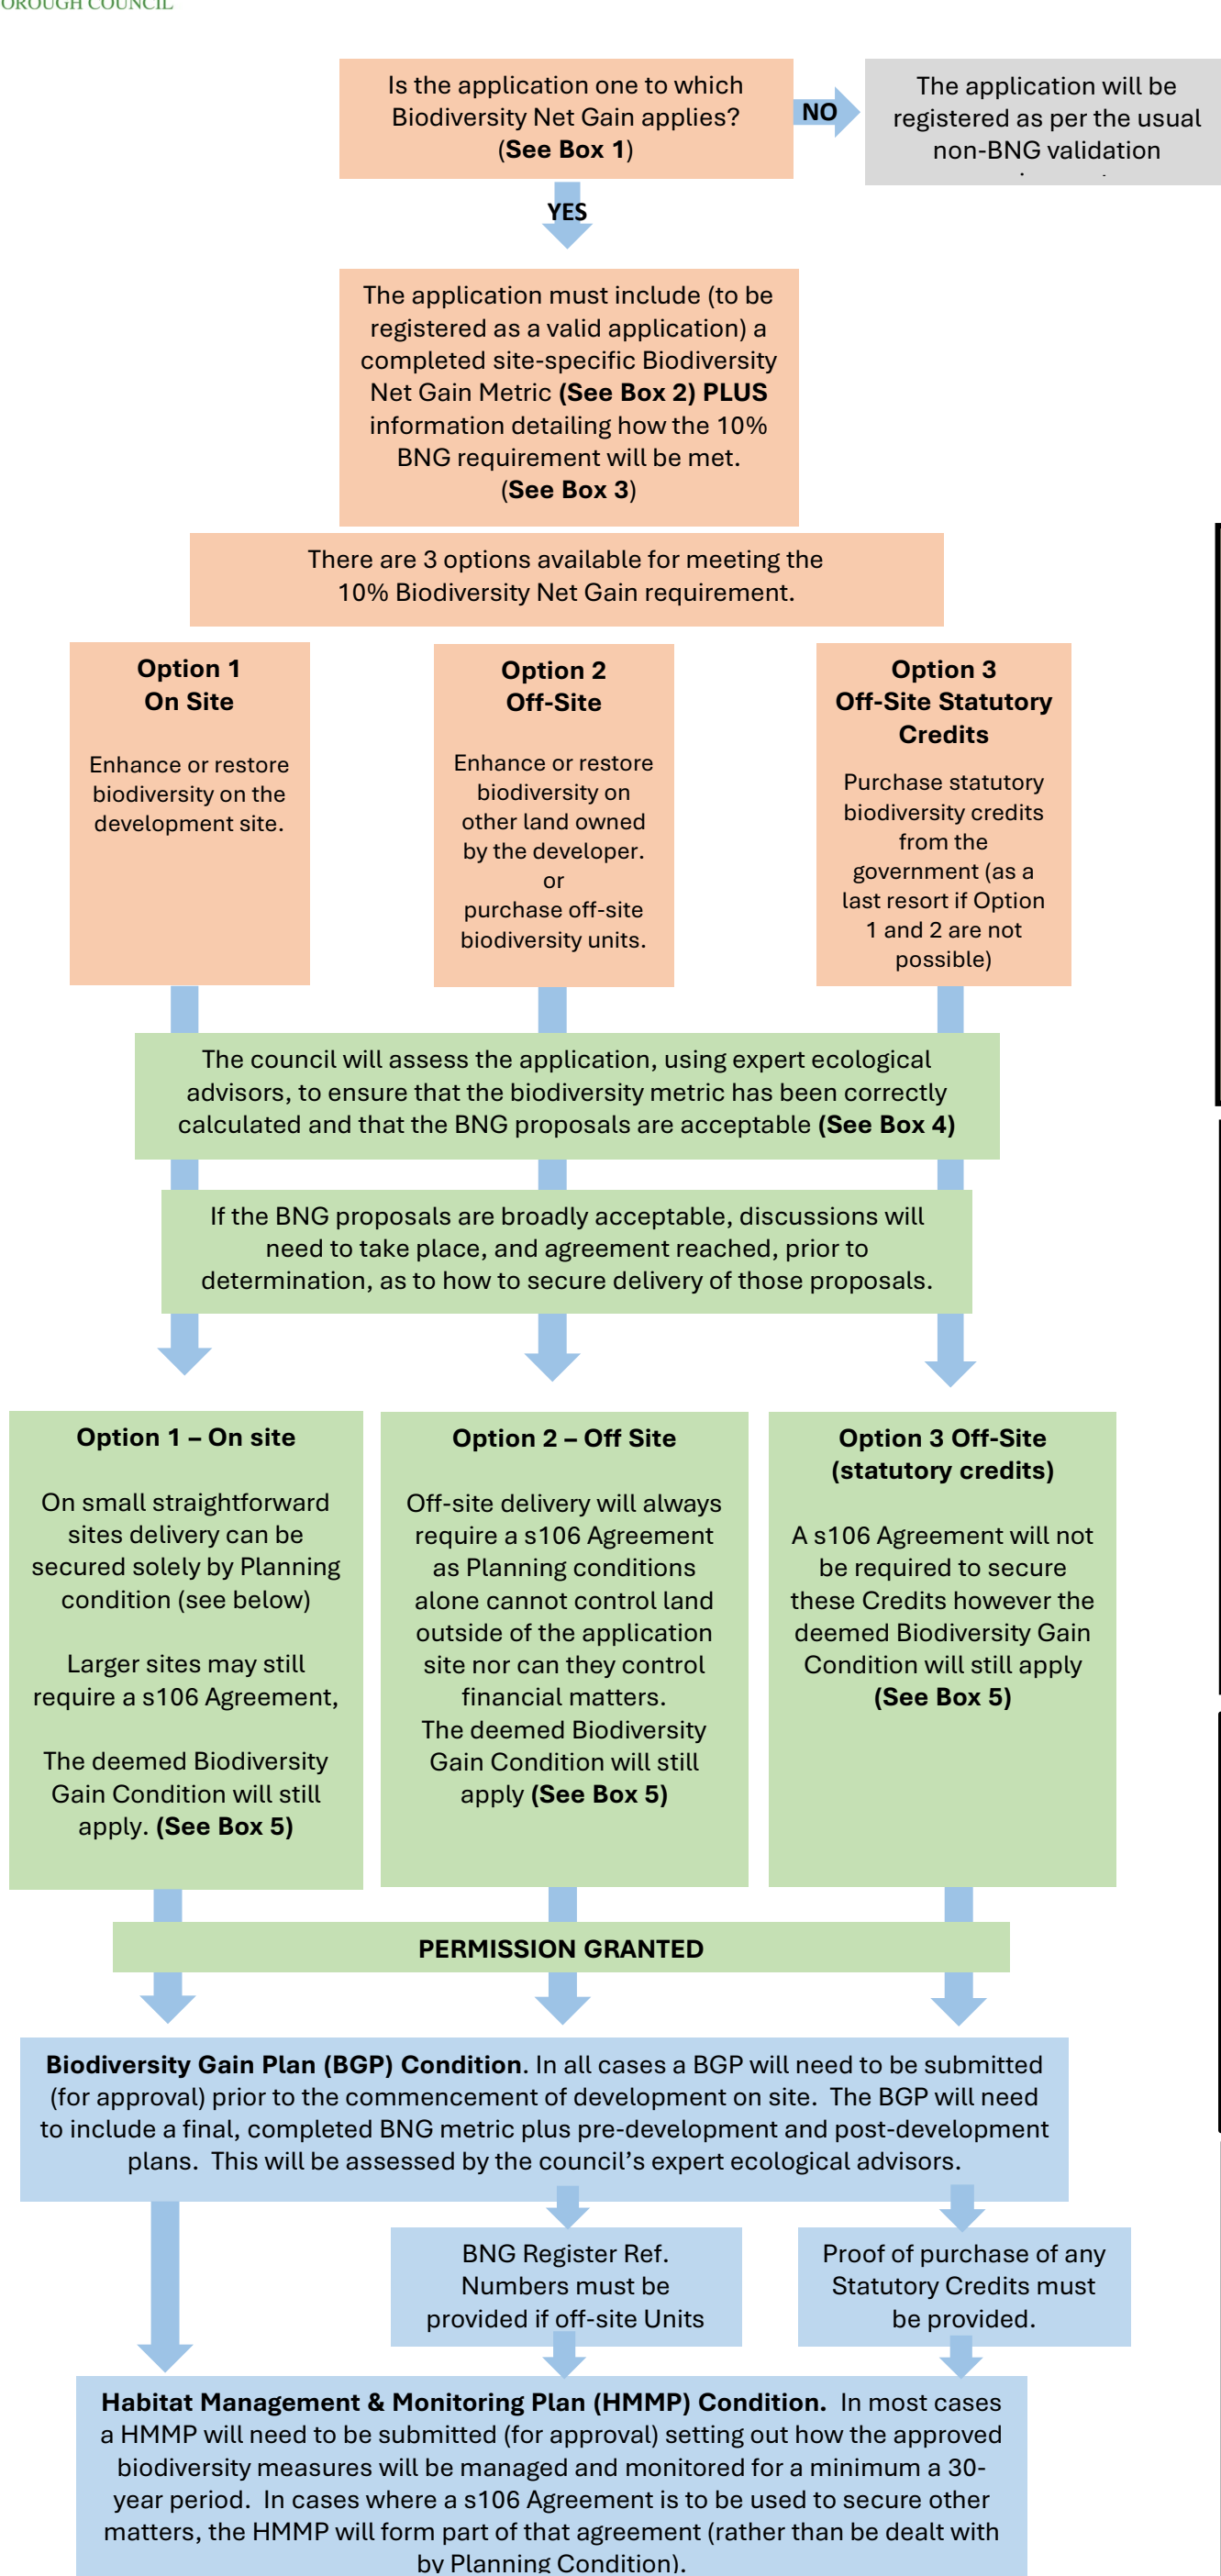 OROUGH COUNCIL
Is the application one to which
Biodiversity Net Gain applies?
(See Box 1)
NO
The application will be
registered as per the usual
non-BNG validation
YES
The application must include (to be
registered as a valid application) a
completed site-specific Biodiversity
Net Gain Metric (See Box 2) PLUS
information detailing how the 10%
BNG requirement will be met.
(See Box 3)
There are 3 options available for meeting the
10% Biodiversity Net Gain requirement.
Option 1
On Site
Enhance or restore
biodiversity on the
development site.
Option 2
Off-Site
Enhance or restore
biodiversity on
other land owned
by the developer.
or
purchase off-site
biodiversity units.
Option 3
Off-Site Statutory
Credits
Purchase statutory
biodiversity credits
from the
government (as a
last resort if Option
1 and 2 are not
possible)
The council will assess the application, using expert ecological
advisors, to ensure that the biodiversity metric has been correctly
calculated and that the BNG proposals are acceptable (See Box 4)
If the BNG proposals are broadly acceptable, discussions will
need to take place, and agreement reached, prior to
determination, as to how to secure delivery of those proposals.
Option 1 – On site
On small straightforward
sites delivery can be
secured solely by Planning
condition (see below)
Larger sites may still
require a s106 Agreement,
The deemed Biodiversity
Gain Condition will still
apply. (See Box 5)
Option 2 – Off Site
Off-site delivery will always
require a s106 Agreement
as Planning conditions
alone cannot control land
outside of the application
site nor can they control
financial matters.
The deemed Biodiversity
Gain Condition will still
apply (See Box 5)
Option 3 Off-Site
(statutory credits)
A s106 Agreement will not
be required to secure
these Credits however the
deemed Biodiversity Gain
Condition will still apply
(See Box 5)
PERMISSION GRANTED
Biodiversity Gain Plan (BGP) Condition. In all cases a BGP will need to be submitted
(for approval) prior to the commencement of development on site. The BGP will need
to include a final, completed BNG metric plus pre-development and post-development
plans. This will be assessed by the council's expert ecological advisors.
BNG Register Ref.
Numbers must be
provided if off-site Units
Proof of purchase of any
Statutory Credits must
be provided.
Habitat Management & Monitoring Plan (HMMP) Condition. In most cases
a HMMP will need to be submitted (for approval) setting out how the approved
biodiversity measures will be managed and monitored for a minimum a 30-
year period. In cases where a s106 Agreement is to be used to secure other
matters, the HMMP will form part of that agreement (rather than be dealt with
by Planning Condition).